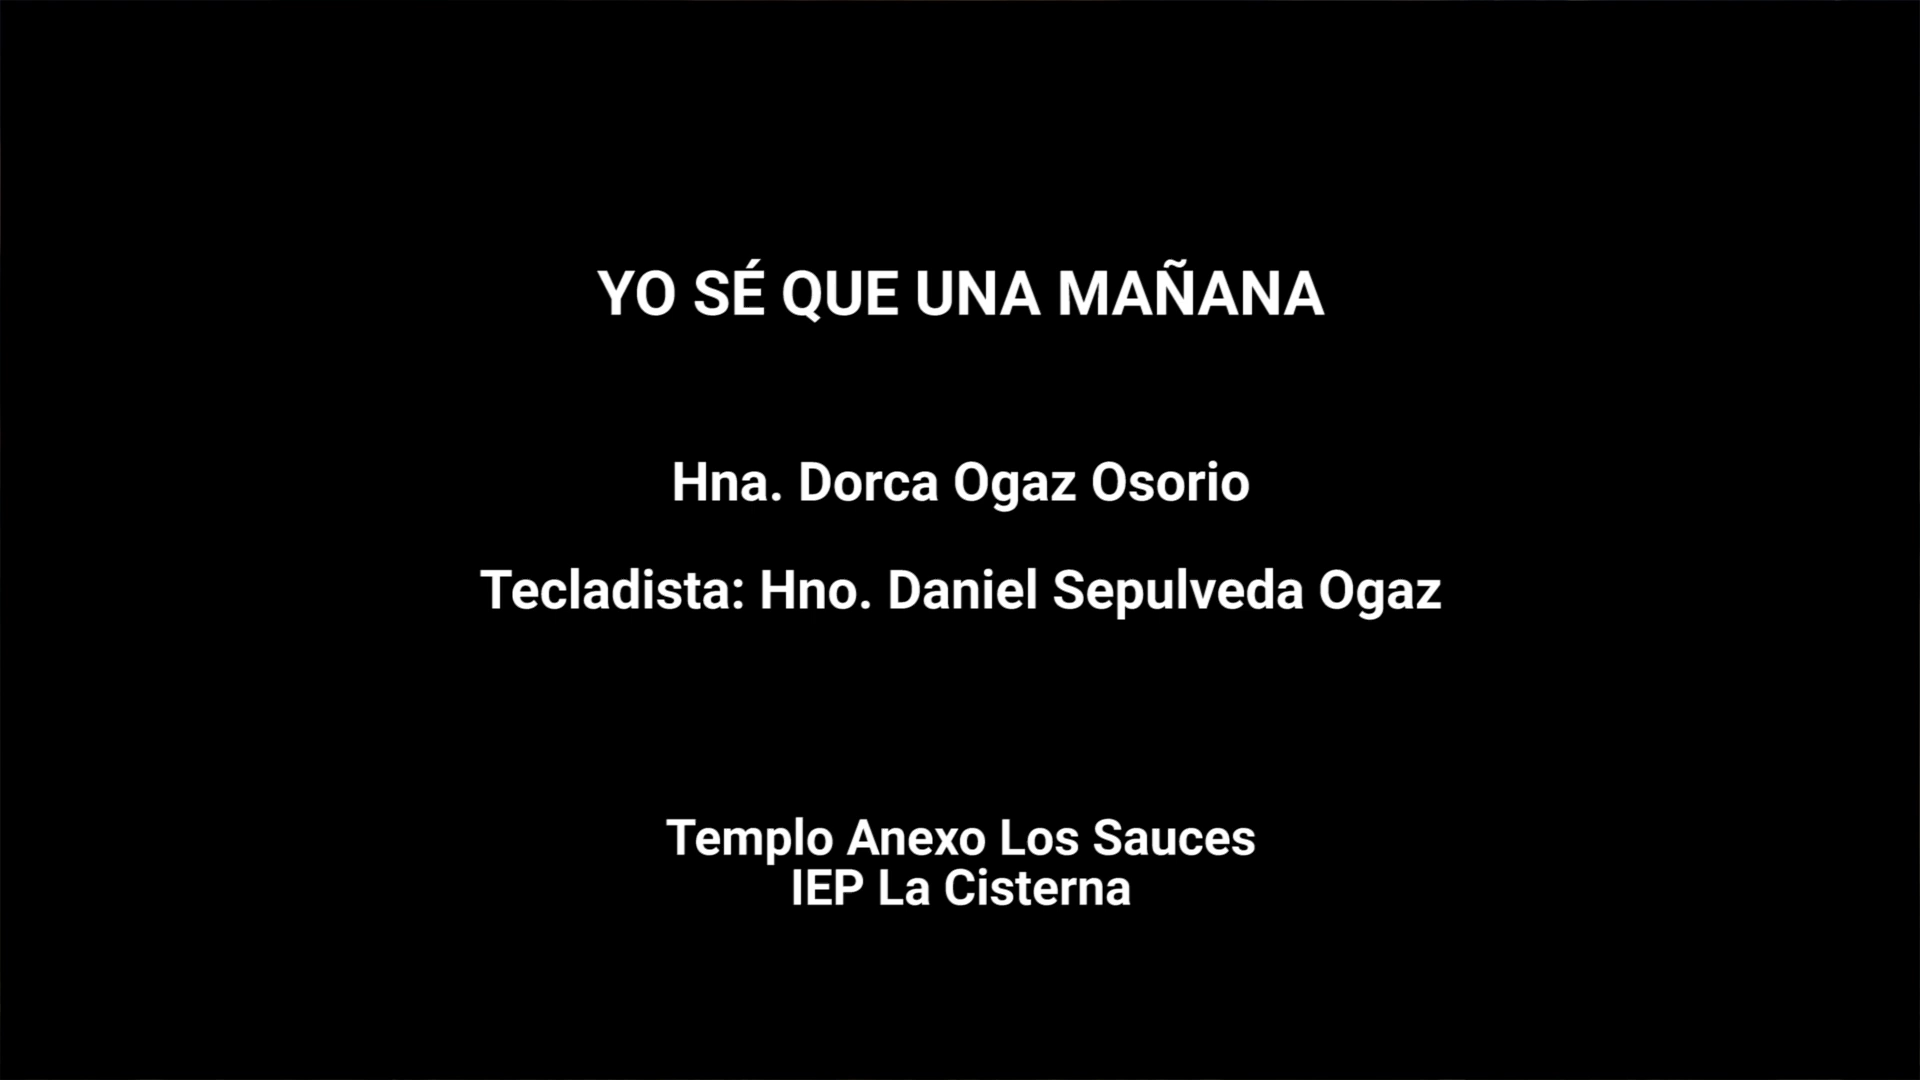 YO SÉ QUE UNA MAÑANA
Hna. Dorca Ogaz Osorio
Tecladista: Hno. Daniel Sepulveda Ogaz
Templo Anexo Los Sauces
IEP La Cisterna